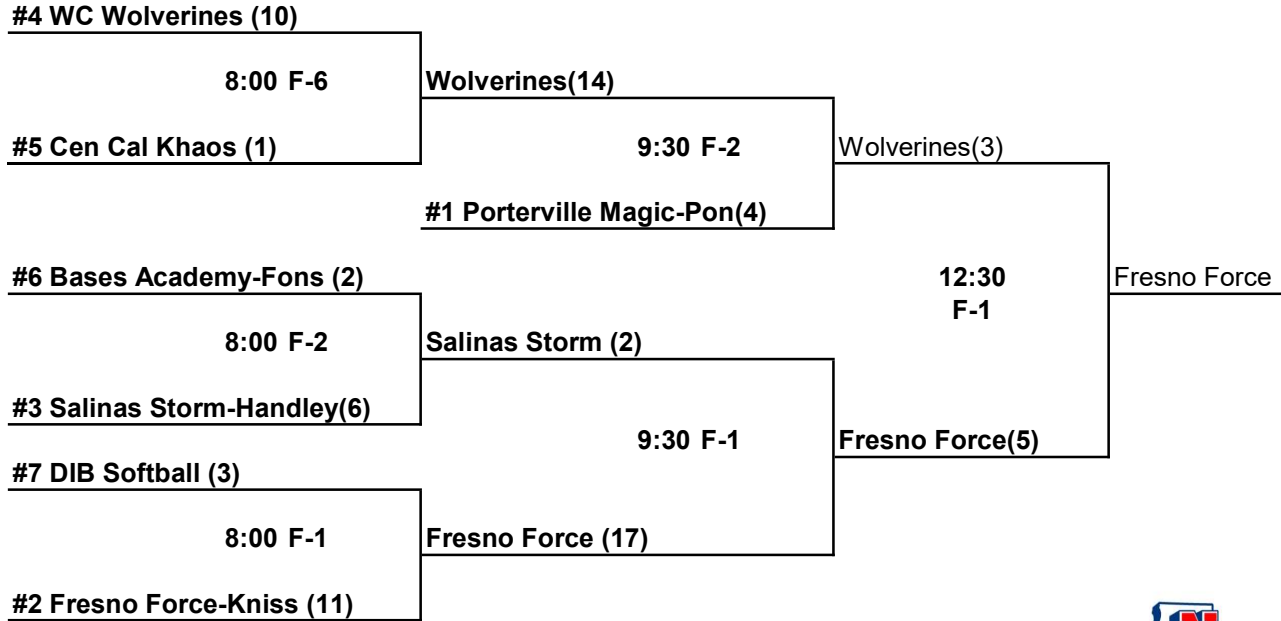 #4 WC Wolverines (10)
8:00 F-6
Wolverines(14)
#5 Cen Cal Khaos (1)
9:30 F-2
Wolverines(3)
#1 Porterville Magic-Pon(4)
#6 Bases Academy-Fons (2)
12:30
F-1
Fresno Force
8:00 F-2
Salinas Storm (2)
#3 Salinas Storm-Handley(6)
9:30 F-1
Fresno Force(5)
#7 DIB Softball (3)
8:00 F-1
Fresno Force (17)
#2 Fresno Force-Kniss (11)